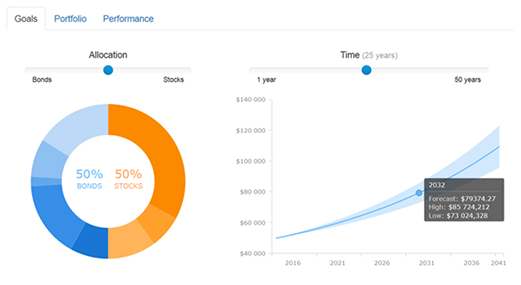 Goals Portfolio Performance
Allocation
Bonds Stocks
50% 50%
BONDS STOCKS
Time (25 years)
1 year 50 years
$140 000
$120 000
$100 000
$80 000
$60 000
$40 000
2032
Forecast: $79374.27
High: $85 724,212
Low: $73 024,328
2016 2021 2026 2031 2036 2041